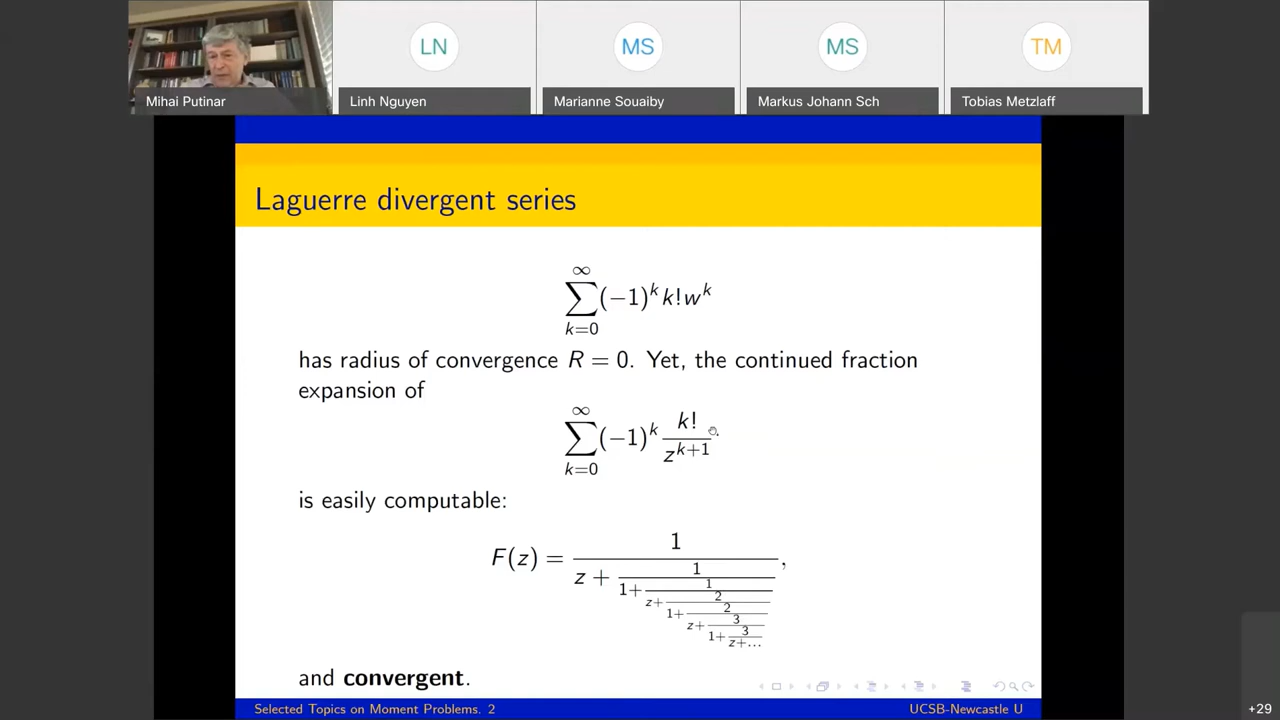 LN
MS
MS
TM
Mihai Putinar
Linh Nguyen
Marianne Souaiby
Markus Johann Sch
Tobias Metzlaff
Laguerre divergent series
∞
∑ (−1)^k k! w^k
k=0
has radius of convergence R = 0. Yet, the continued fraction
expansion of
∞
∑ (−1)^k k! / z^{k+1}
k=0
is easily computable:
F(z) = 1 / (z + 1 / (1 + 1 / (z + 2 / (1 + 2 / (z + 3 / (1 + 3 / (z + ...))))))),
and convergent.
Selected Topics on Moment Problems. 2
UCSB-Newcastle U
+29